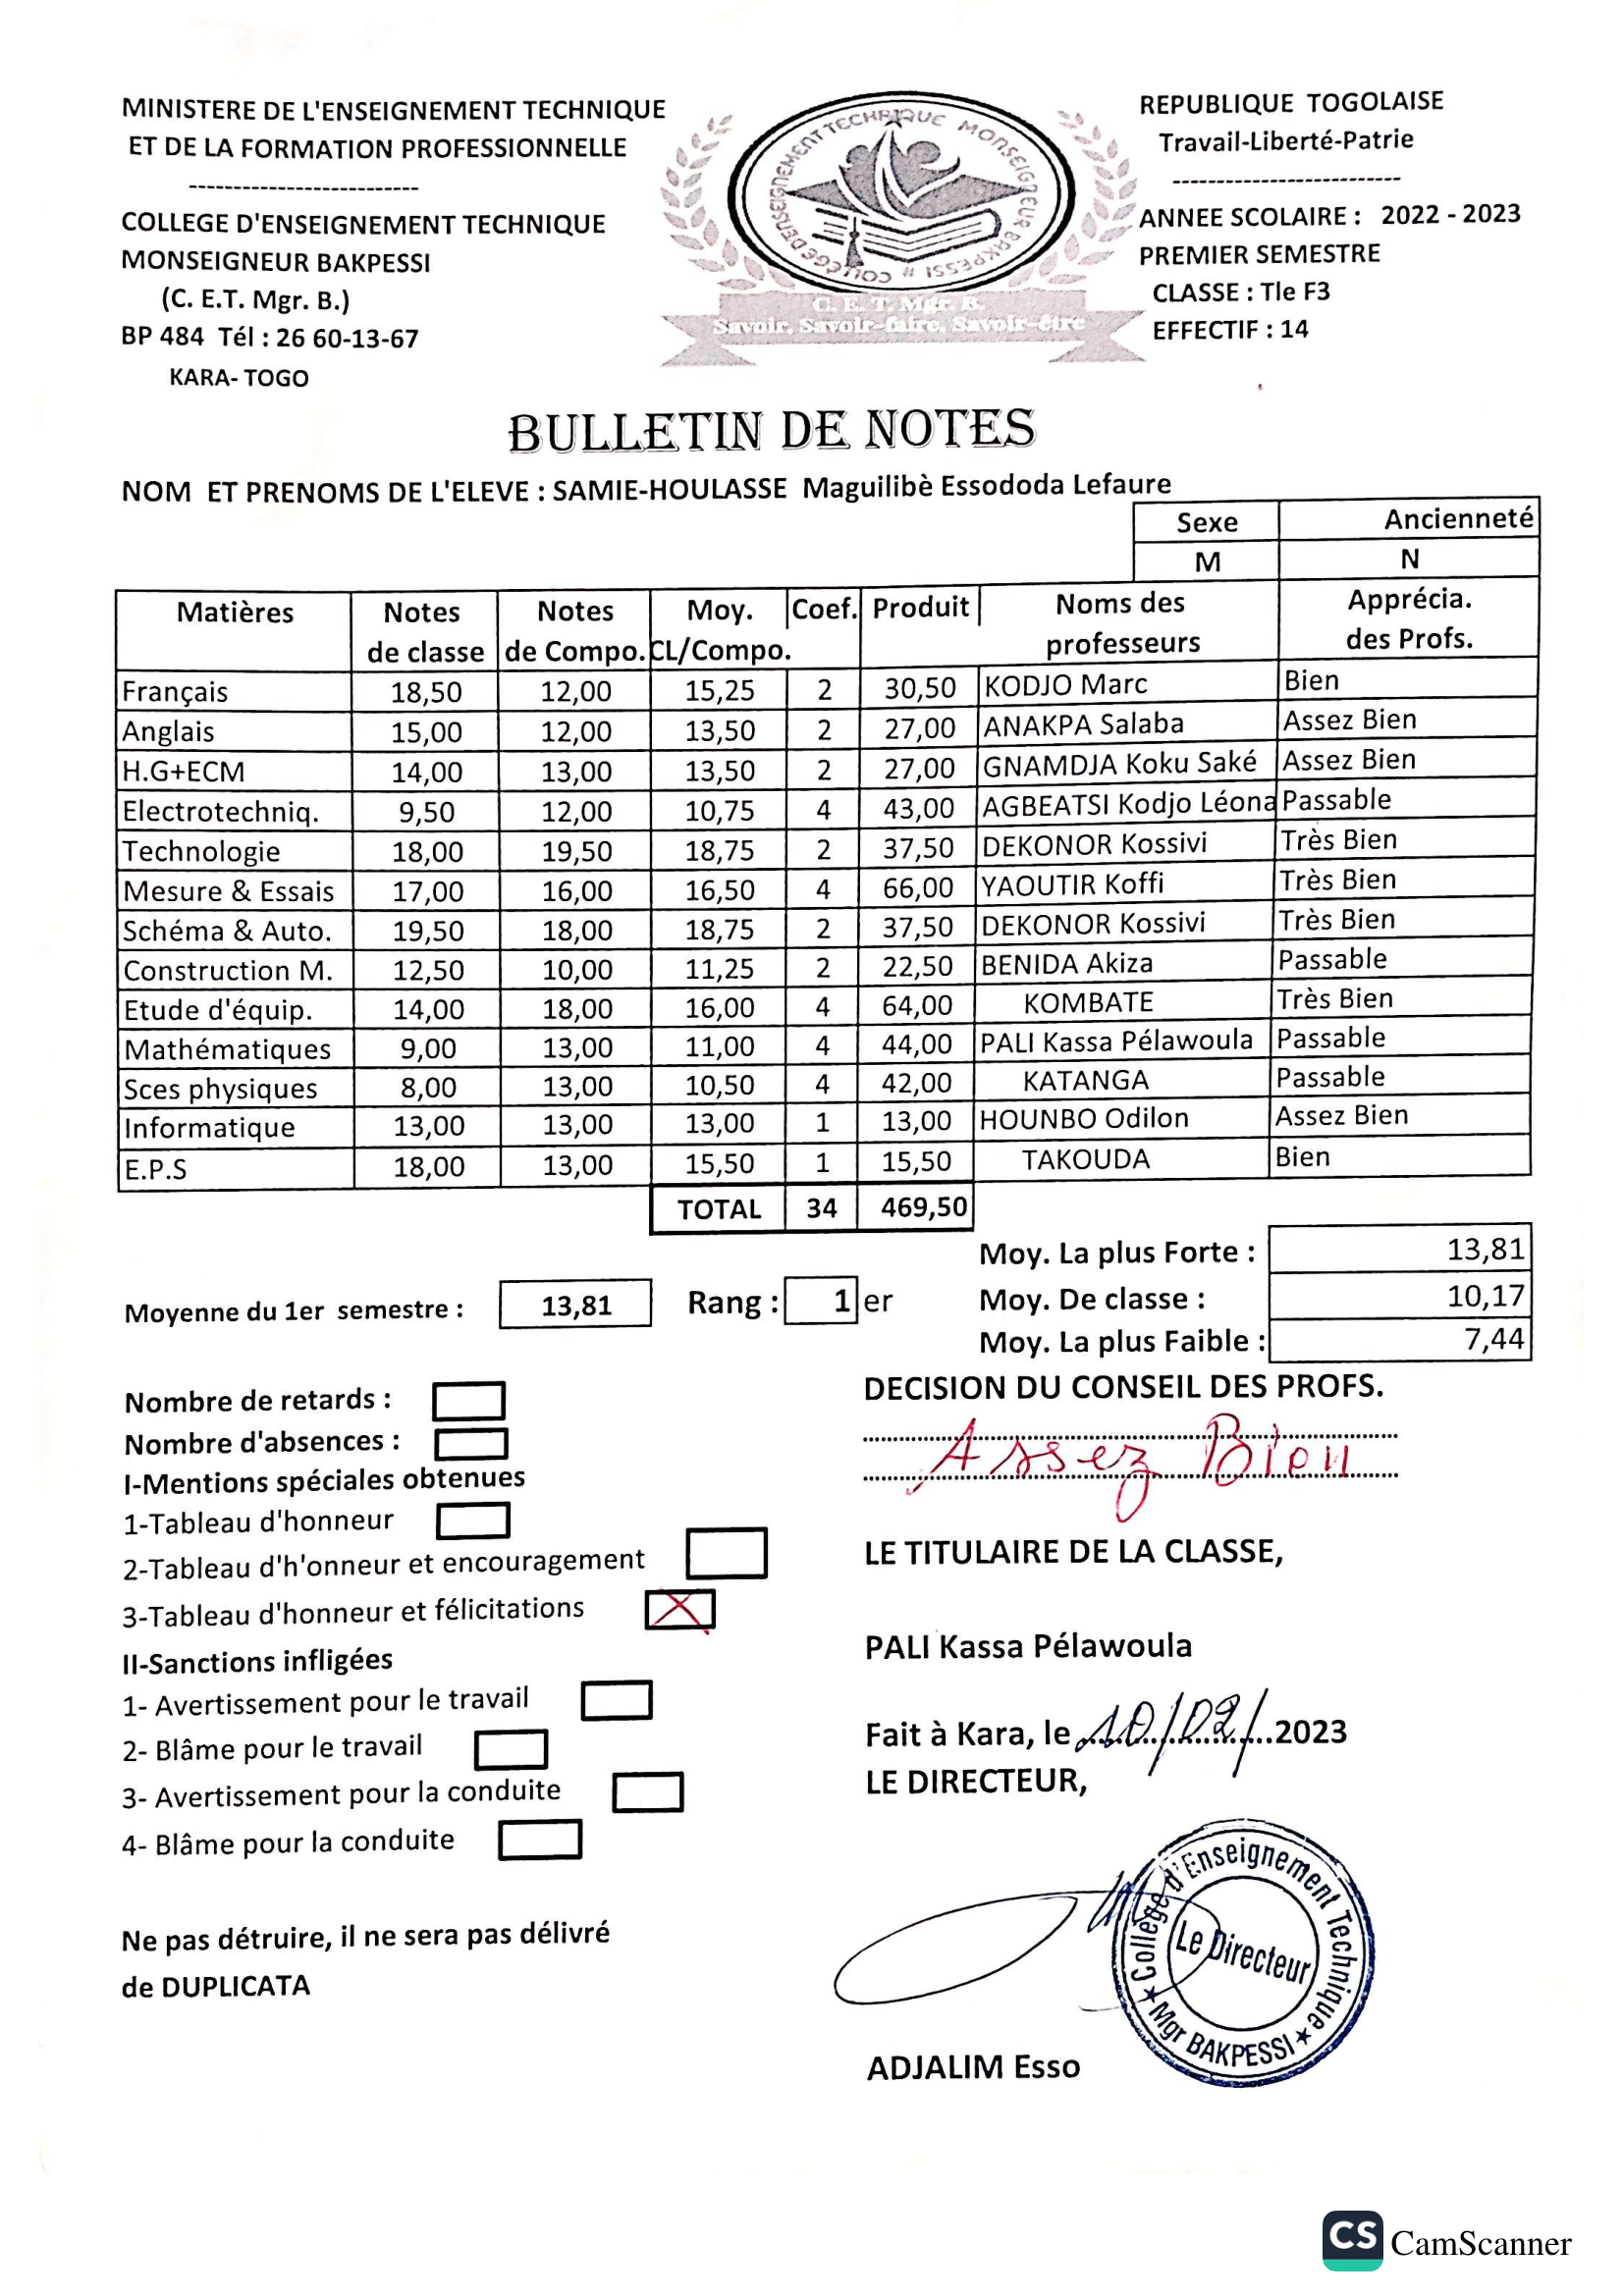 MINISTERE DE L'ENSEIGNEMENT TECHNIQUE
ET DE LA FORMATION PROFESSIONNELLE
--------------------------
COLLEGE D'ENSEIGNEMENT TECHNIQUE
MONSEIGNEUR BAKPESSI
(C. E.T. Mgr. B.)
BP 484 Tél : 26 60-13-67
KARA- TOGO
COLLEGE D'ENSEIGNEMENT TECHNIQUE MONSEIGNEUR BAKPESSI #
C. E. T. Mgr. B.
Savoir, Savoir-faire, Savoir-être
REPUBLIQUE TOGOLAISE
Travail-Liberté-Patrie
--------------------------
ANNEE SCOLAIRE : 2022 - 2023
PREMIER SEMESTRE
CLASSE : Tle F3
EFFECTIF : 14
BULLETIN DE NOTES
NOM ET PRENOMS DE L'ELEVE : SAMIE-HOULASSE Maguilibè Essododa Lefaure
Sexe Ancienneté
M N
Matières Notes de classe Notes de Compo. Moy. CL/Compo. Coef. Produit Noms des professeurs Apprécia. des Profs.
Français 18,50 12,00 15,25 2 30,50 KODJO Marc Bien
Anglais 15,00 12,00 13,50 2 27,00 ANAKPA Salaba Assez Bien
H.G+ECM 14,00 13,00 13,50 2 27,00 GNAMDJA Koku Saké Assez Bien
Electrotechniq. 9,50 12,00 10,75 4 43,00 AGBEATSI Kodjo Léona Passable
Technologie 18,00 19,50 18,75 2 37,50 DEKONOR Kossivi Très Bien
Mesure & Essais 17,00 16,00 16,50 4 66,00 YAOUTIR Koffi Très Bien
Schéma & Auto. 19,50 18,00 18,75 2 37,50 DEKONOR Kossivi Très Bien
Construction M. 12,50 10,00 11,25 2 22,50 BENIDA Akiza Passable
Etude d'équip. 14,00 18,00 16,00 4 64,00 KOMBATE Très Bien
Mathématiques 9,00 13,00 11,00 4 44,00 PALI Kassa Pélawoula Passable
Sces physiques 8,00 13,00 10,50 4 42,00 KATANGA Passable
Informatique 13,00 13,00 13,00 1 13,00 HOUNBO Odilon Assez Bien
E.P.S 18,00 13,00 15,50 1 15,50 TAKOUDA Bien
TOTAL 34 469,50
Moy. La plus Forte : 13,81
Moyenne du 1er semestre : 13,81 Rang : 1 er Moy. De classe : 10,17
Moy. La plus Faible : 7,44
Nombre de retards :
Nombre d'absences :
I-Mentions spéciales obtenues
1-Tableau d'honneur
2-Tableau d'h'onneur et encouragement
3-Tableau d'honneur et félicitations X
II-Sanctions infligées
1- Avertissement pour le travail
2- Blâme pour le travail
3- Avertissement pour la conduite
4- Blâme pour la conduite
Ne pas détruire, il ne sera pas délivré
de DUPLICATA
DECISION DU CONSEIL DES PROFS.
Assez Bien
LE TITULAIRE DE LA CLASSE,
PALI Kassa Pélawoula
Fait à Kara, le 10/02/ 2023
LE DIRECTEUR,
Collège d'Enseignement Technique
★ Mgr BAKPESSI ★
Le Directeur
ADJALIM Esso
CS CamScanner